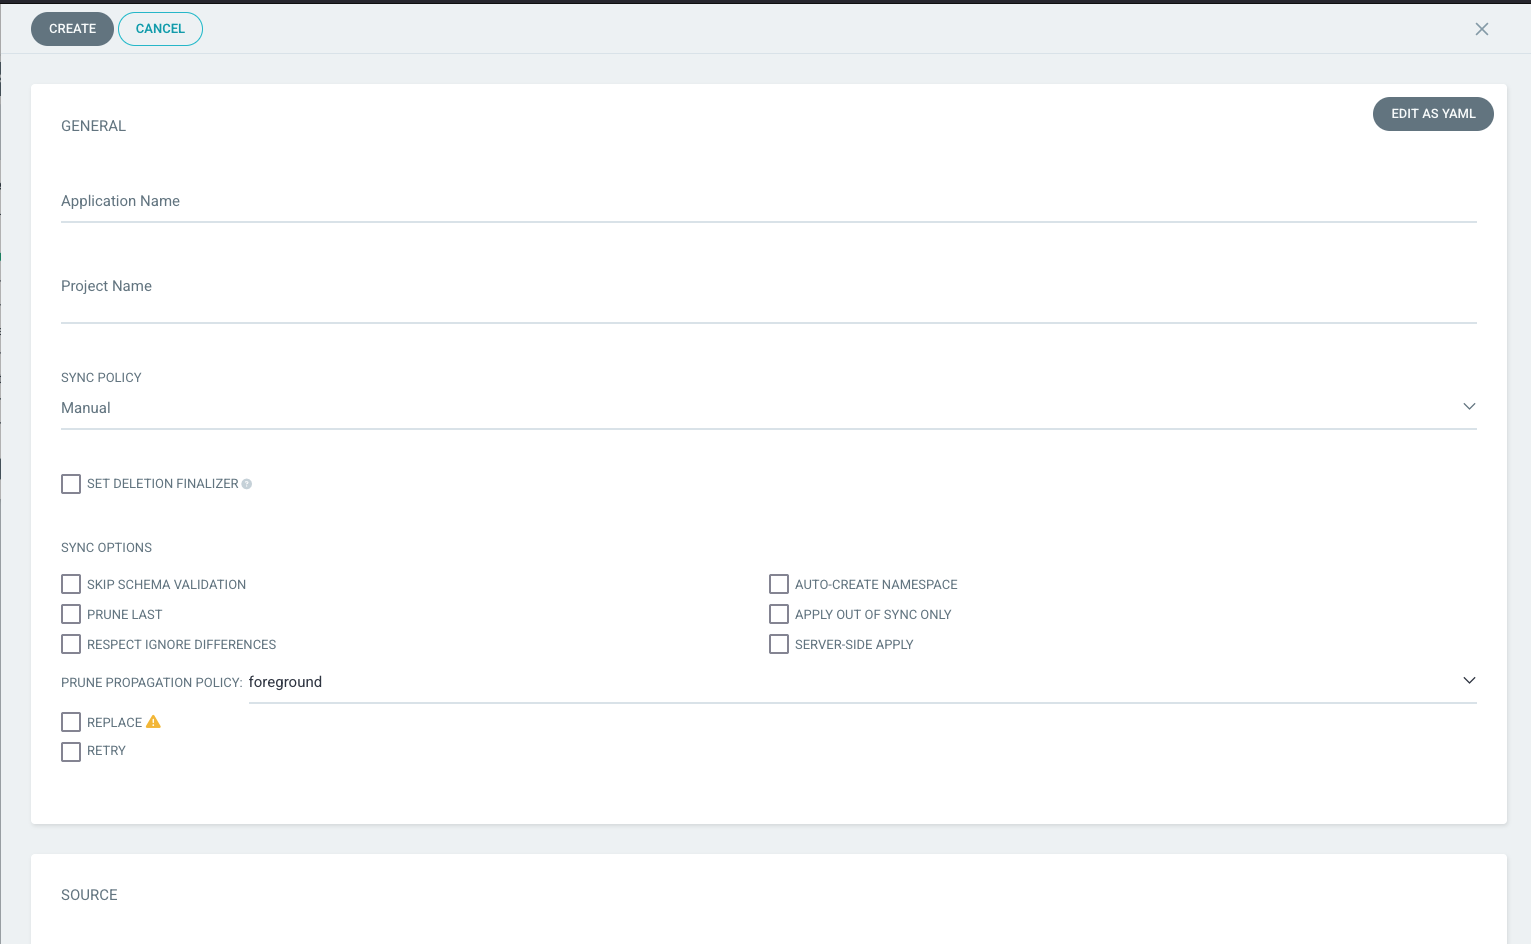 CREATE CANCEL
GENERAL
EDIT AS YAML
Application Name
Project Name
SYNC POLICY
Manual
SET DELETION FINALIZER
SYNC OPTIONS
SKIP SCHEMA VALIDATION AUTO-CREATE NAMESPACE
PRUNE LAST APPLY OUT OF SYNC ONLY
RESPECT IGNORE DIFFERENCES SERVER-SIDE APPLY
PRUNE PROPAGATION POLICY: foreground
REPLACE
RETRY
SOURCE